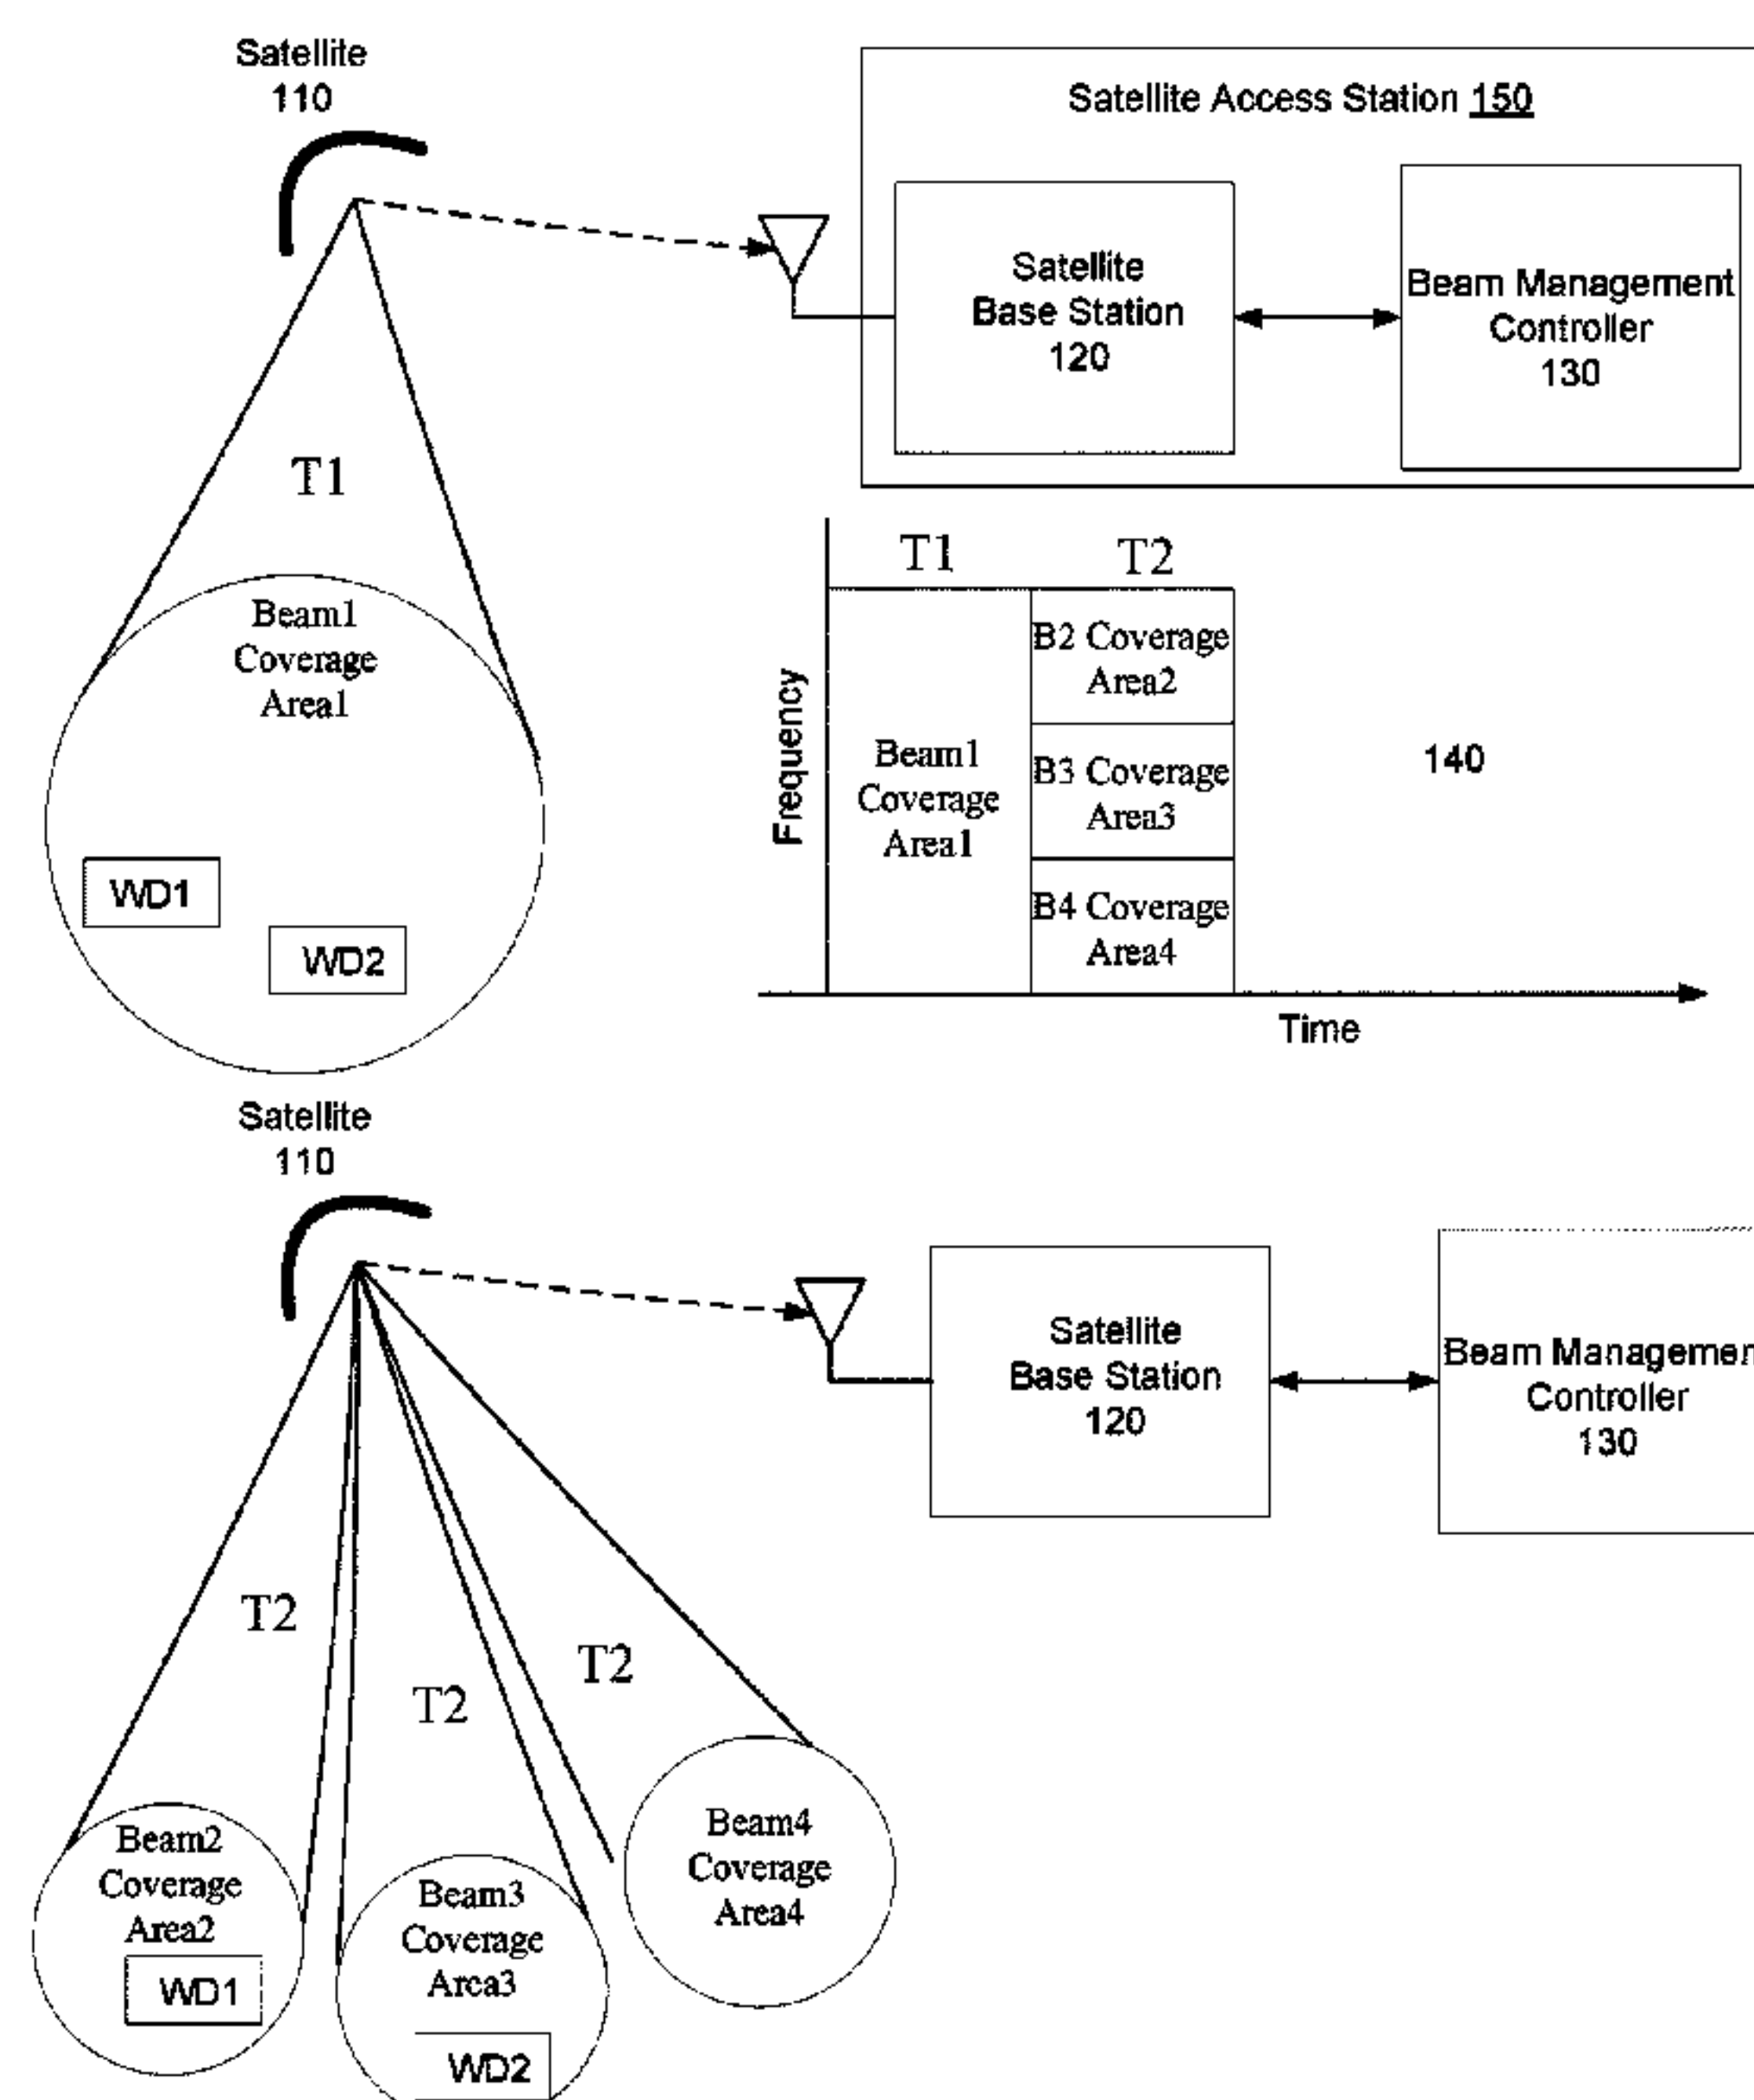 Satellite
110
Satellite Access Station 150
Satellite
Base Station
120
Beam Management
Controller
130
T1
Beam1
Coverage
Area1
WD1
WD2
T1
T2
Frequency
Beam1
Coverage
Area1
B2 Coverage
Area2
B3 Coverage
Area3
B4 Coverage
Area4
140
Time
Satellite
110
Satellite
Base Station
120
Beam Managemen
Controller
130
T2
T2
T2
Beam2
Coverage
Area2
WD1
Beam3
Coverage
Area3
WD2
Beam4
Coverage
Area4